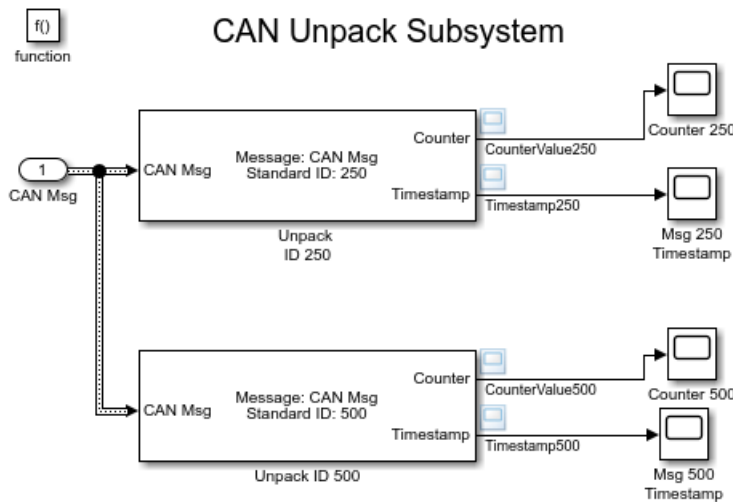 f()
function
CAN Unpack Subsystem
Counter
CounterValue250
Counter 250
1
CAN Msg
CAN Msg
Message: CAN Msg
Standard ID: 250
Timestamp
Timestamp250
Msg 250
Timestamp
Unpack
ID 250
Counter
CounterValue500
Counter 500
CAN Msg
Message: CAN Msg
Standard ID: 500
Timestamp
Timestamp500
Msg 500
Timestamp
Unpack ID 500